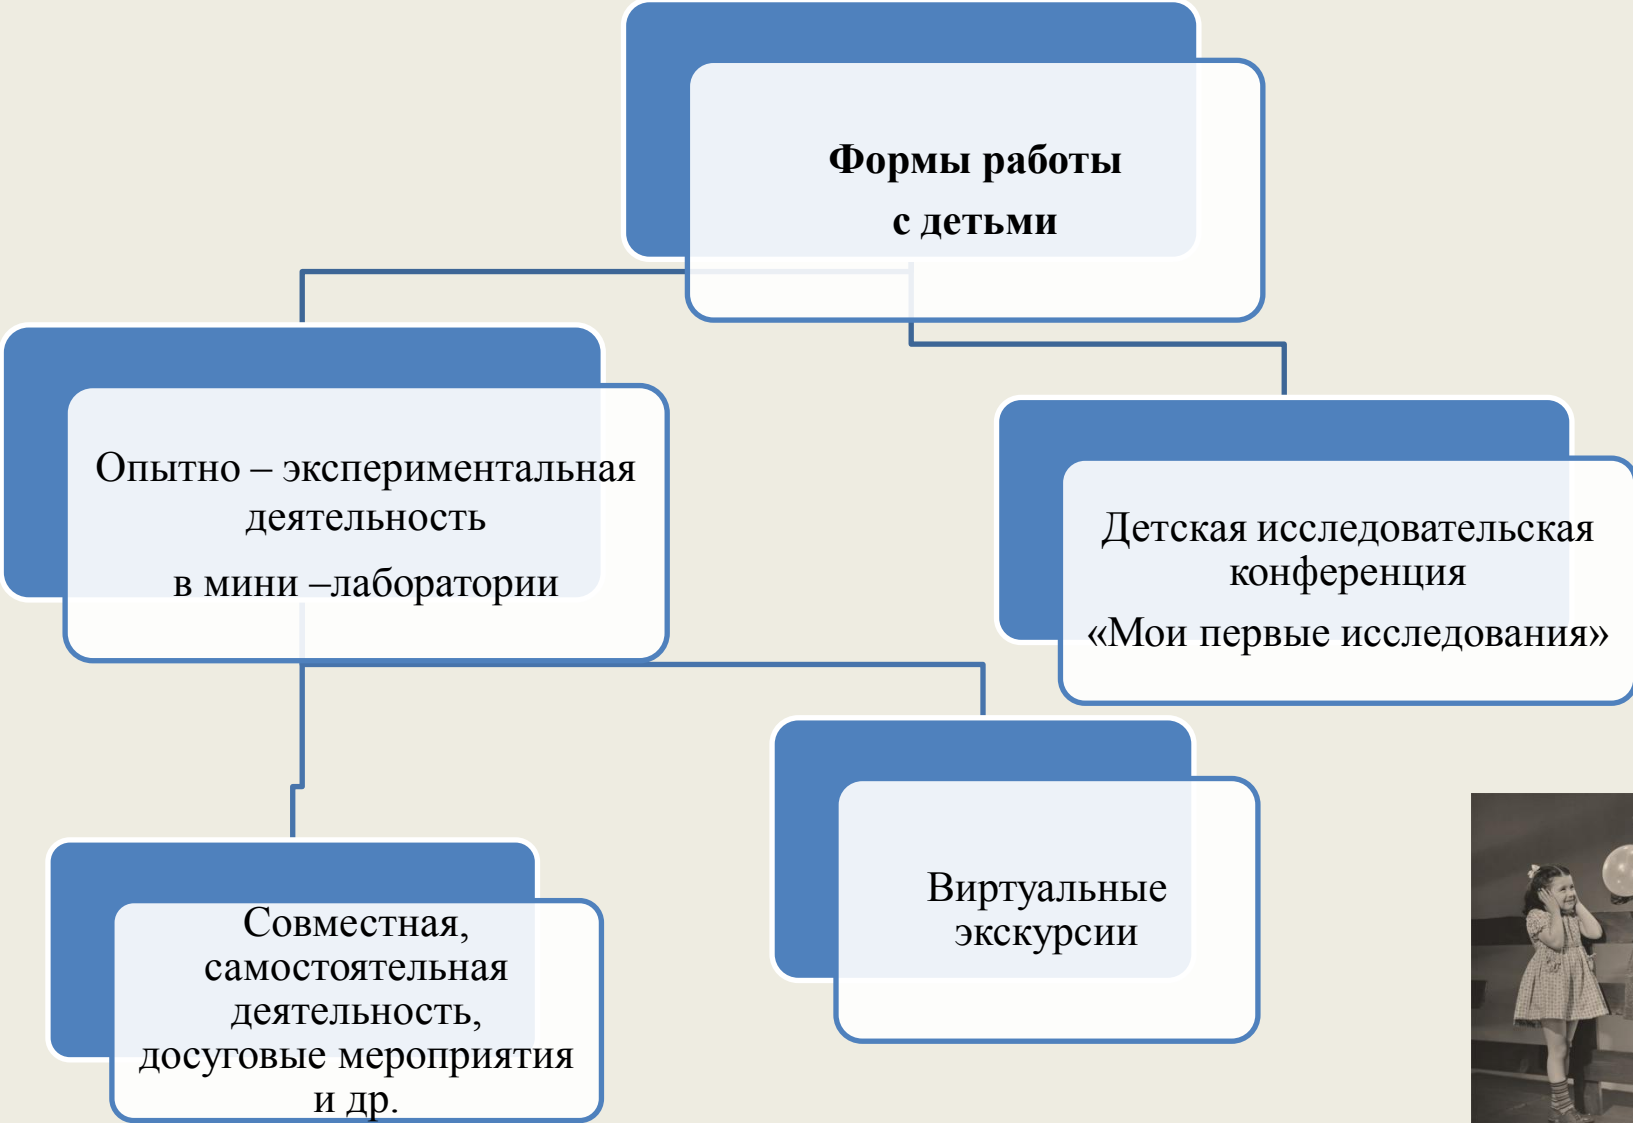 Формы работы
с детьми
Опытно – экспериментальная
деятельность
в мини –лаборатории
Детская исследовательская
конференция
«Мои первые исследования»
Виртуальные
экскурсии
Совместная,
самостоятельная
деятельность,
досуговые мероприятия
и др.